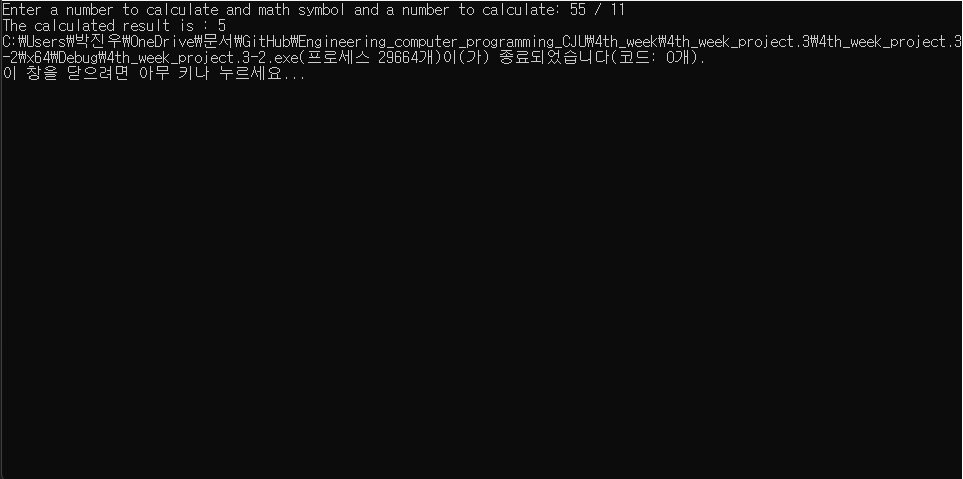 Enter a number to calculate and math symbol and a number to calculate: 55 / 11
The calculated result is : 5
C:₩Users₩박진우₩OneDrive₩문서₩GitHub₩Engineering_computer_programming_CJU₩4th_week₩4th_week_project.3₩4th_week_project.3
-2₩x64₩Debug₩4th_week_project.3-2.exe(프로세스 29664개)이(가) 종료되었습니다(코드: 0개).
이 창을 닫으려면 아무 키나 누르세요...